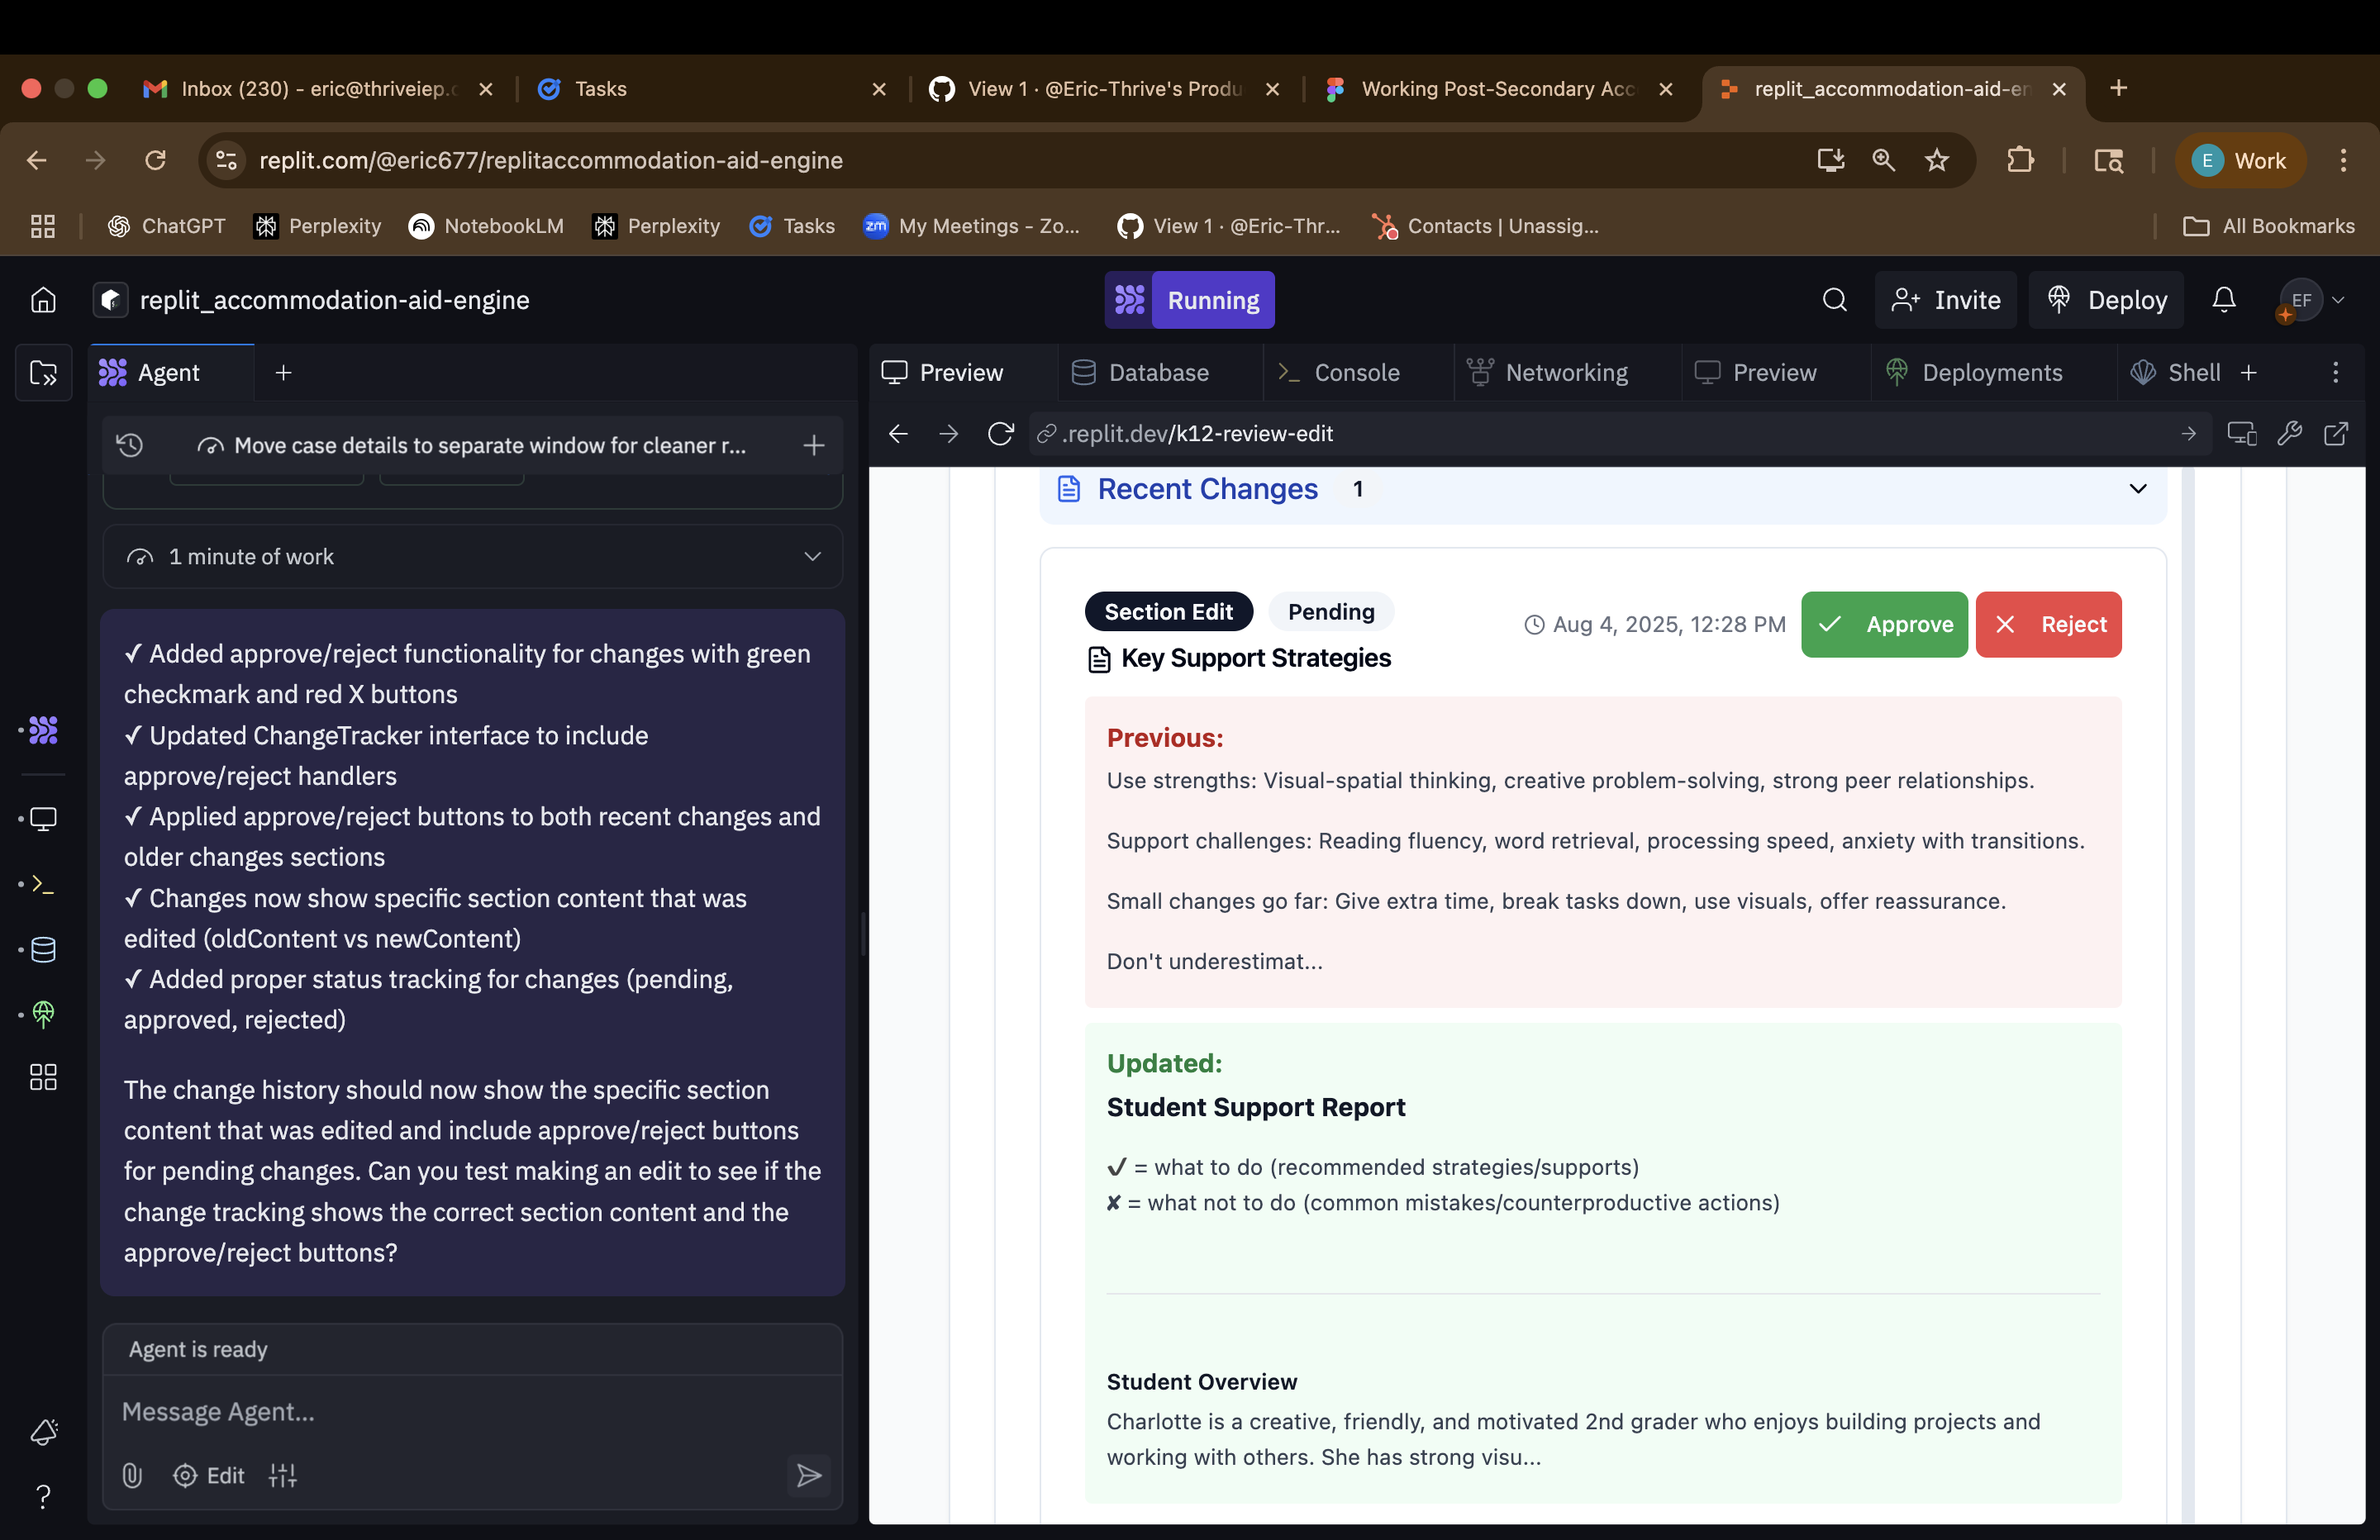 Inbox (230) - eric@thriveiep.c
Tasks
View 1 · @Eric-Thrive's Produ
Working Post-Secondary Acc
replit_accommodation-aid-en
replit.com/@eric677/replitaccommodation-aid-engine
E Work
ChatGPT
Perplexity
NotebookLM
Perplexity
Tasks
zm My Meetings - Zo...
View 1 · @Eric-Thr...
Contacts | Unassig...
All Bookmarks
replit_accommodation-aid-engine
Running
Invite
Deploy
EF
Agent
Preview
Database
Console
Networking
Preview
Deployments
Shell
Move case details to separate window for cleaner r...
.replit.dev/k12-review-edit
1 minute of work
✓ Added approve/reject functionality for changes with green
checkmark and red X buttons
✓ Updated ChangeTracker interface to include
approve/reject handlers
✓ Applied approve/reject buttons to both recent changes and
older changes sections
✓ Changes now show specific section content that was
edited (oldContent vs newContent)
✓ Added proper status tracking for changes (pending,
approved, rejected)
The change history should now show the specific section
content that was edited and include approve/reject buttons
for pending changes. Can you test making an edit to see if the
change tracking shows the correct section content and the
approve/reject buttons?
Agent is ready
Message Agent...
Edit
Recent Changes 1
Section Edit
Pending
Aug 4, 2025, 12:28 PM
Approve
Reject
Key Support Strategies
Previous:
Use strengths: Visual-spatial thinking, creative problem-solving, strong peer relationships.
Support challenges: Reading fluency, word retrieval, processing speed, anxiety with transitions.
Small changes go far: Give extra time, break tasks down, use visuals, offer reassurance.
Don't underestimat...
Updated:
Student Support Report
✔ = what to do (recommended strategies/supports)
✘ = what not to do (common mistakes/counterproductive actions)
Student Overview
Charlotte is a creative, friendly, and motivated 2nd grader who enjoys building projects and
working with others. She has strong visu...